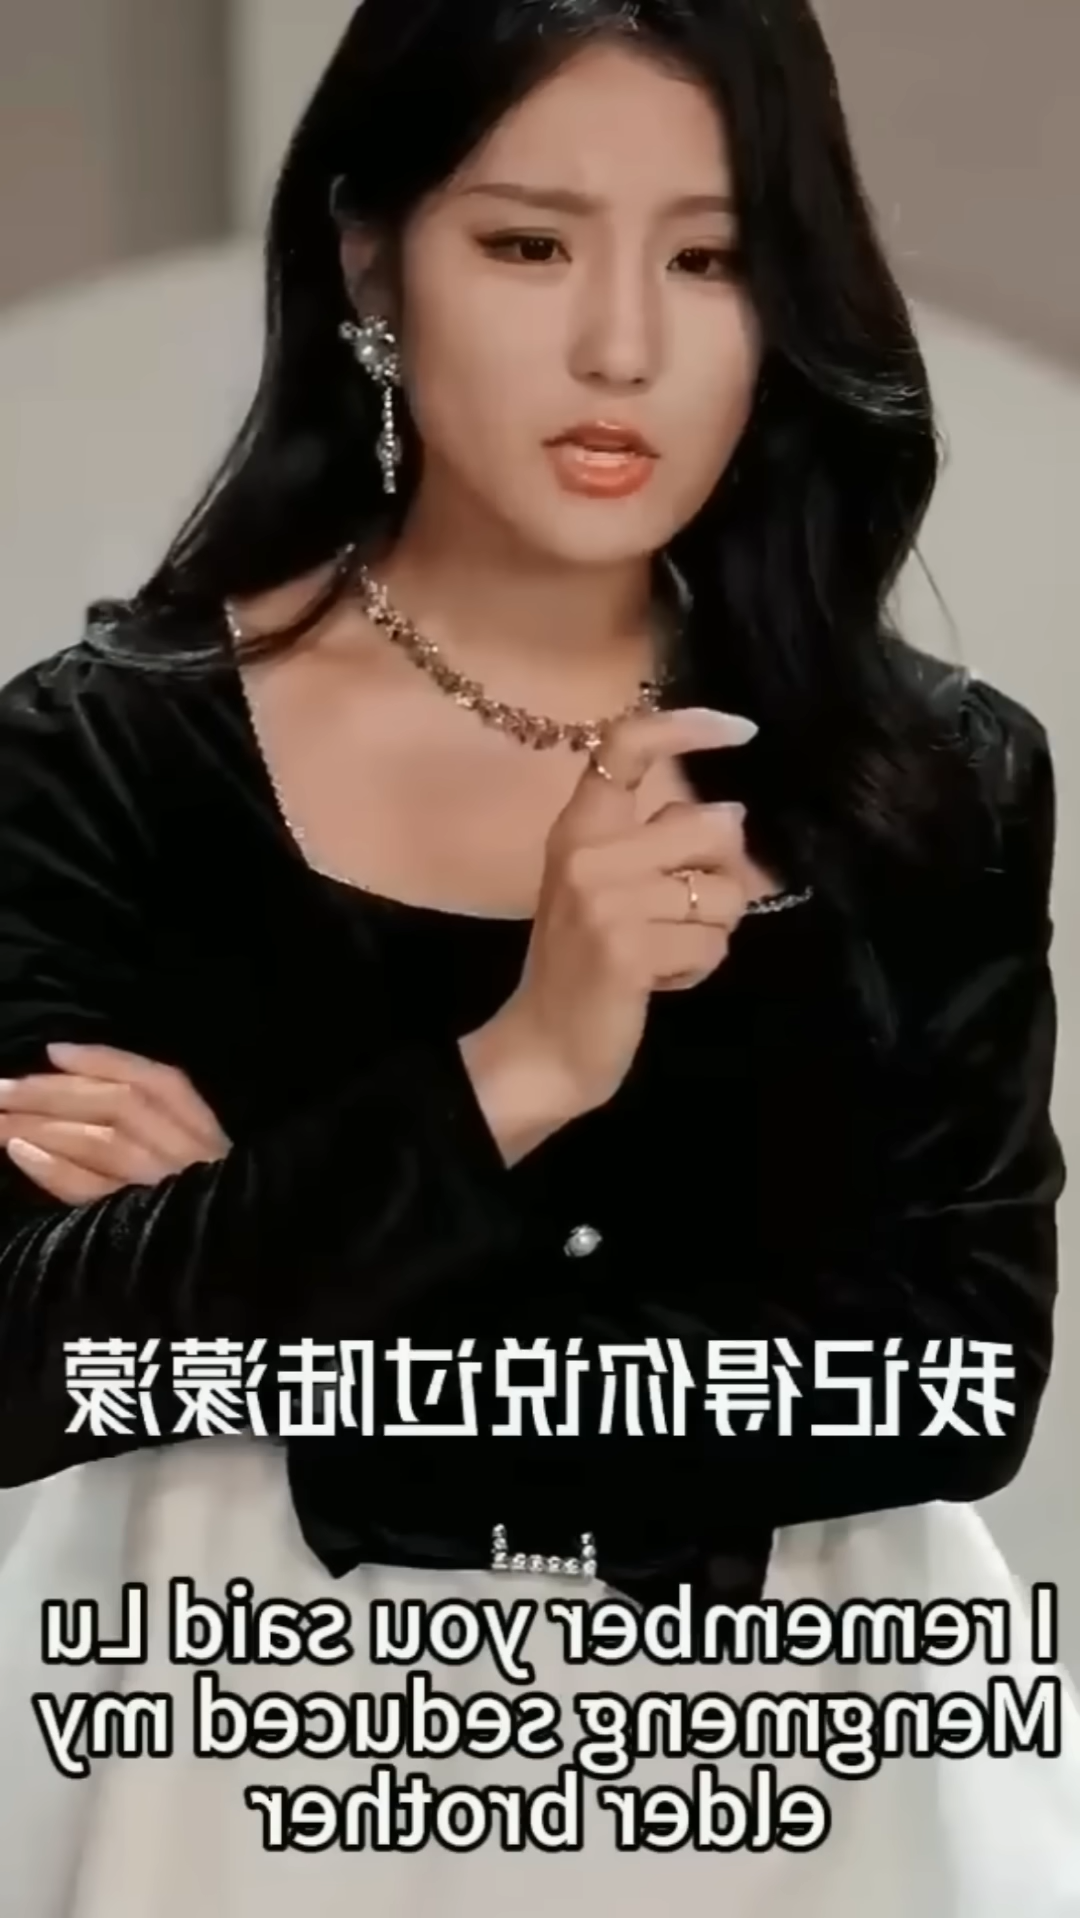 我记得你说过陆濛濛
I remember you said Lu
Mengmeng seduced my
elder brother